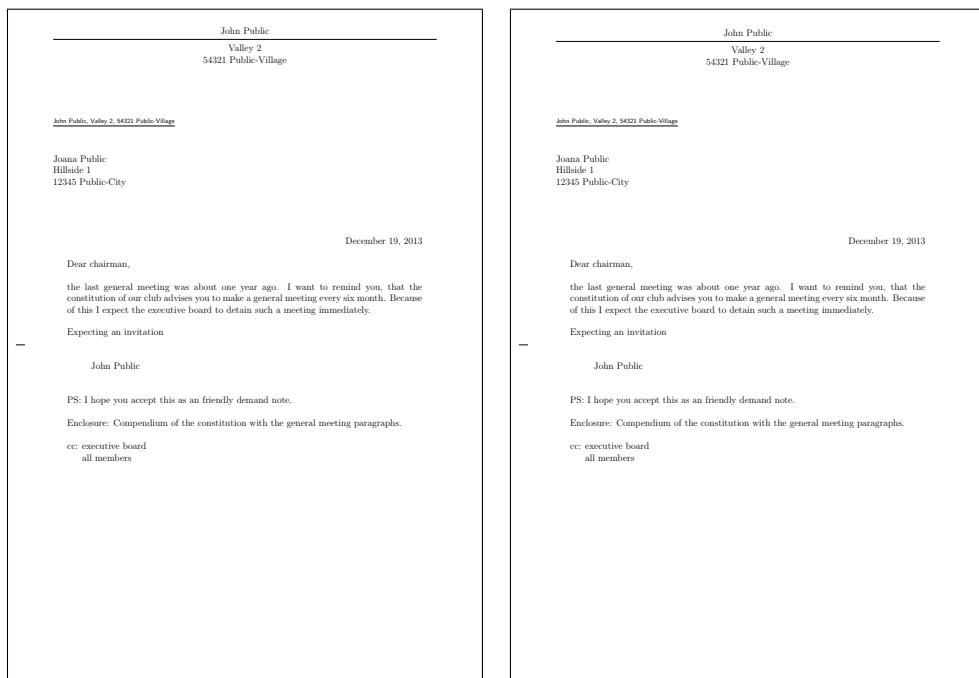 John Public
Valley 2
54321 Public-Village
John Public, Valley 2, 54321 Public-Village
Joana Public
Hillside 1
12345 Public-City
December 19, 2013
Dear chairman,
the last general meeting was about one year ago. I want to remind you, that the
constitution of our club advises you to make a general meeting every six month. Because
of this I expect the executive board to detain such a meeting immediately.
Expecting an invitation
John Public
PS: I hope you accept this as an friendly demand note.
Enclosure: Compendium of the constitution with the general meeting paragraphs.
cc: executive board
all members
John Public
Valley 2
54321 Public-Village
John Public, Valley 2, 54321 Public-Village
Joana Public
Hillside 1
12345 Public-City
December 19, 2013
Dear chairman,
the last general meeting was about one year ago. I want to remind you, that the
constitution of our club advises you to make a general meeting every six month. Because
of this I expect the executive board to detain such a meeting immediately.
Expecting an invitation
John Public
PS: I hope you accept this as an friendly demand note.
Enclosure: Compendium of the constitution with the general meeting paragraphs.
cc: executive board
all members